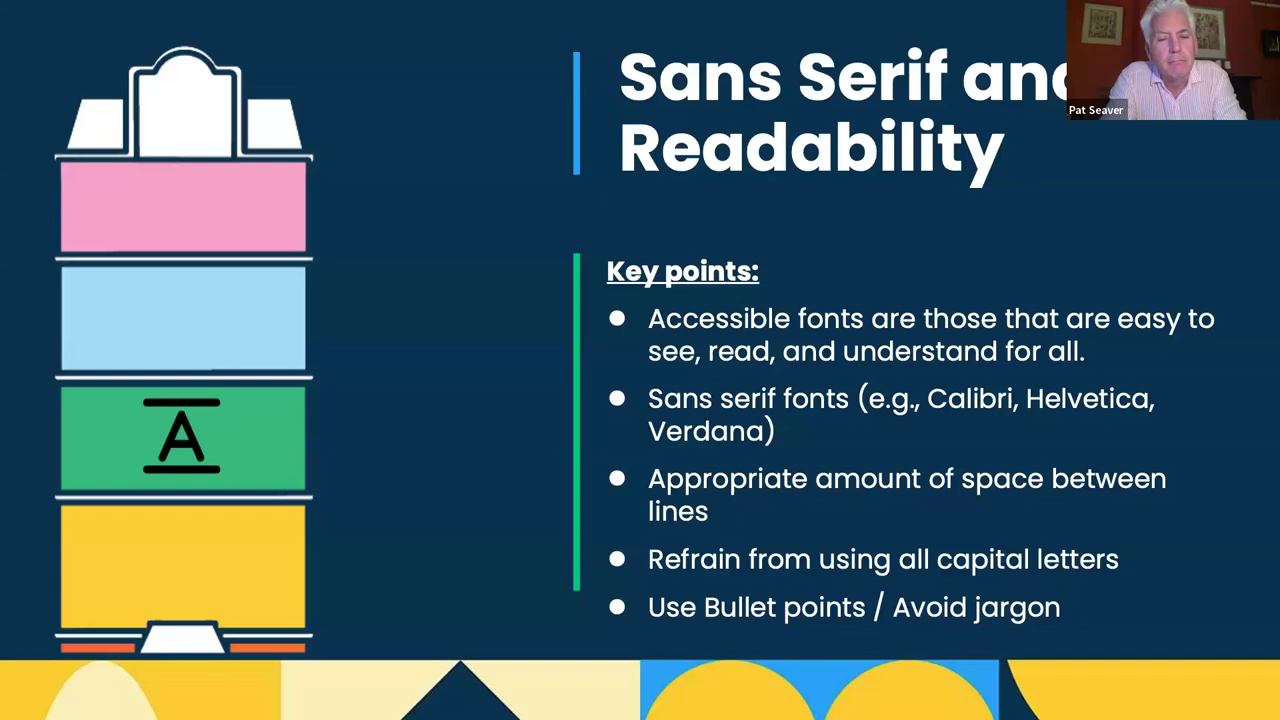 Sans Serif and
Readability
Pat Seaver
Key points:
● Accessible fonts are those that are easy to
see, read, and understand for all.
● Sans serif fonts (e.g., Calibri, Helvetica,
Verdana)
● Appropriate amount of space between
lines
● Refrain from using all capital letters
● Use Bullet points / Avoid jargon
A